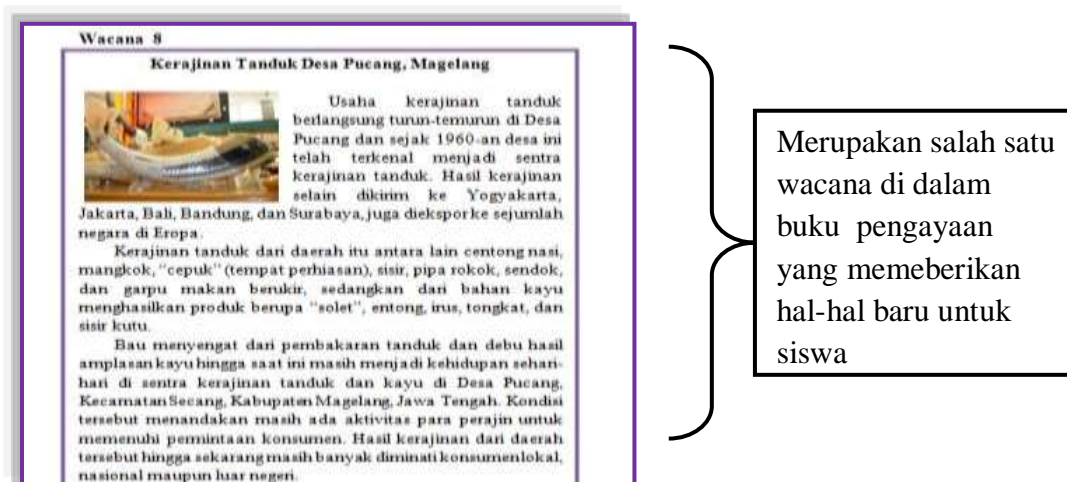 Wacana 8
Kerajinan Tanduk Desa Pucang, Magelang
Usaha kerajinan tanduk
berlangsung turun-temurun di Desa
Pucang dan sejak 1960-an desa ini
telah terkenal menjadi sentra
kerajinan tanduk. Hasil kerajinan
selain dikirim ke Yogyakarta,
Jakarta, Bali, Bandung, dan Surabaya, juga diekspor ke sejumlah
negara di Eropa.
Kerajinan tanduk dari daerah itu antara lain centong nasi,
mangkok, "cepuk" (tempat perhiasan), sisir, pipa rokok, sendok,
dan garpu makan berukir, sedangkan dari bahan kayu
menghasilkan produk berupa "solet", entong, irus, tongkat, dan
sisir kutu.
Bau menyengat dari pembakaran tanduk dan debu hasil
amplasan kayu hingga saat ini masih menjadi kehidupan sehari-
hari di sentra kerajinan tanduk dan kayu di Desa Pucang,
Kecamatan Secang, Kabupaten Magelang, Jawa Tengah. Kondisi
tersebut menandakan masih ada aktivitas para perajin untuk
memenuhi permintaan konsumen. Hasil kerajinan dari daerah
tersebut hingga sekarang masih banyak diminati konsumen lokal,
nasional maupun luar negeri.
Merupakan salah satu
wacana di dalam
buku pengayaan
yang memeberikan
hal-hal baru untuk
siswa